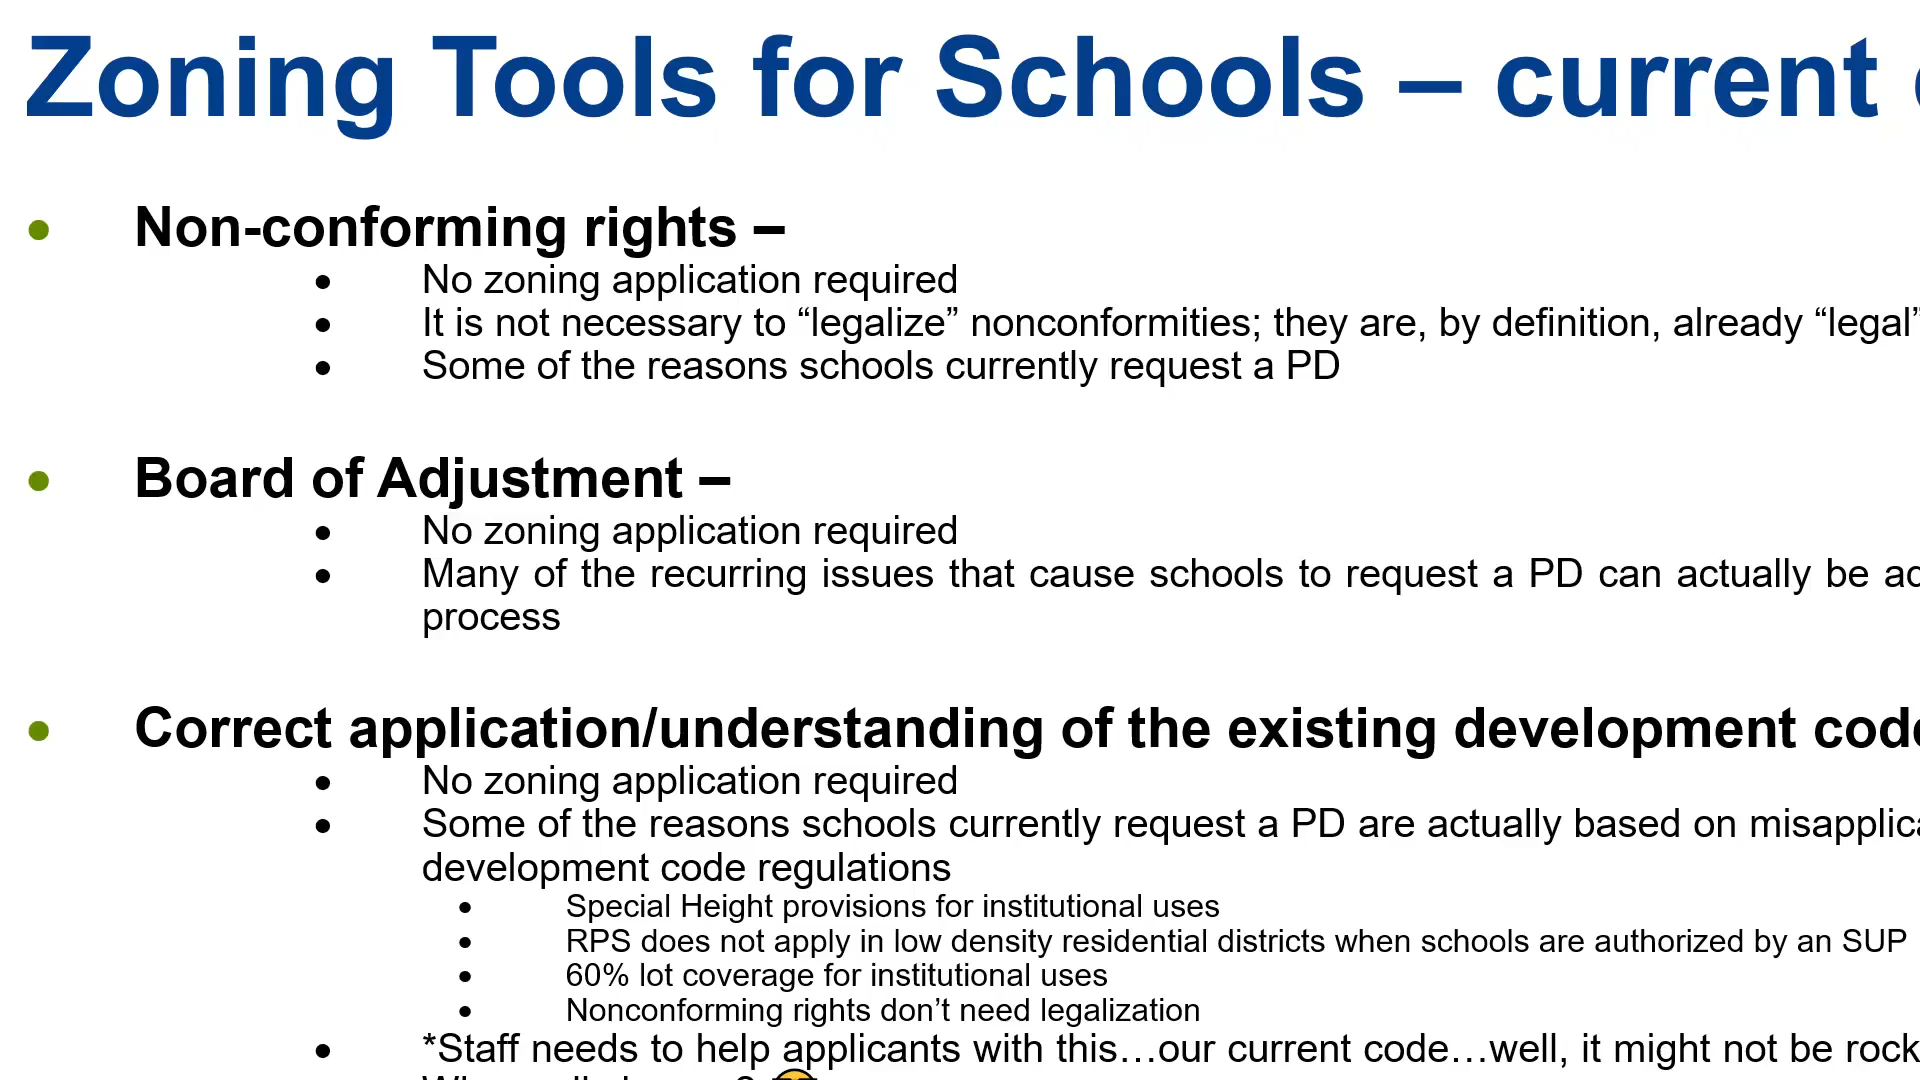 Zoning Tools for Schools – current
• Non-conforming rights –
• No zoning application required
• It is not necessary to “legalize” nonconformities; they are, by definition, already “legal”
• Some of the reasons schools currently request a PD
• Board of Adjustment –
• No zoning application required
• Many of the recurring issues that cause schools to request a PD can actually be
process
• Correct application/understanding of the existing development
• No zoning application required
• Some of the reasons schools currently request a PD are actually based on
development code regulations
• Special Height provisions for institutional uses
• RPS does not apply in low density residential districts when schools are authorized by an SUP
• 60% lot coverage for institutional uses
• Nonconforming rights don’t need legalization
• *Staff needs to help applicants with this…our current code…well, it might not be